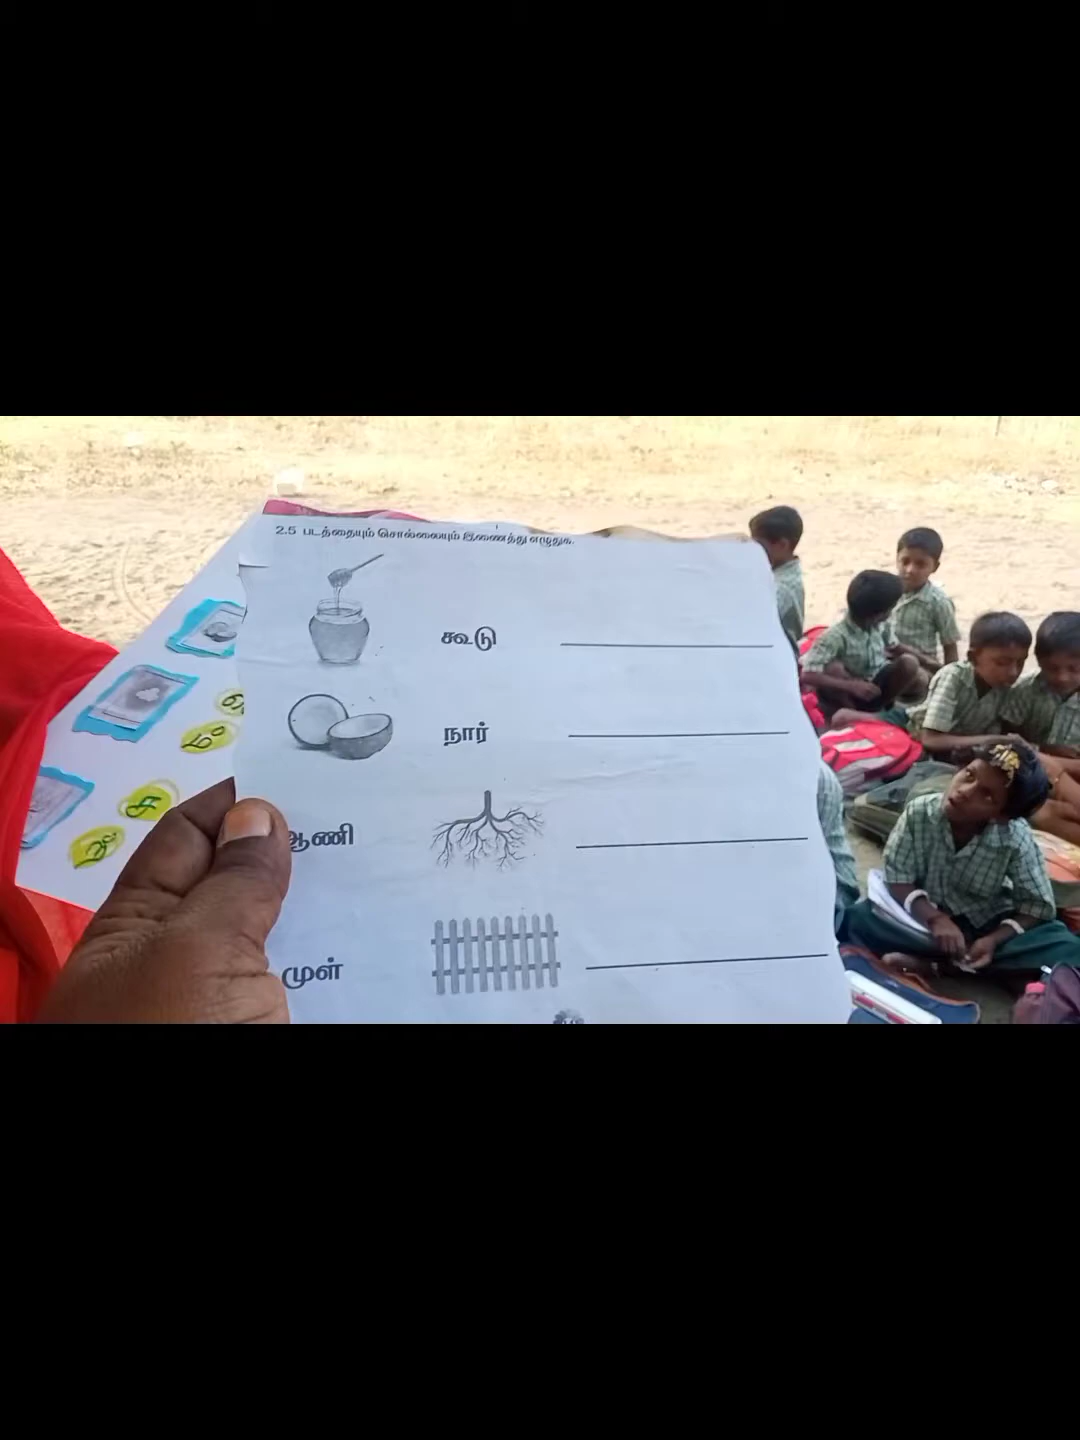 2.5 படத்தையும் சொல்லையும் இணைத்து எழுதுக.
கூடு
நார்
ஆணி
முள்
மூ
ச